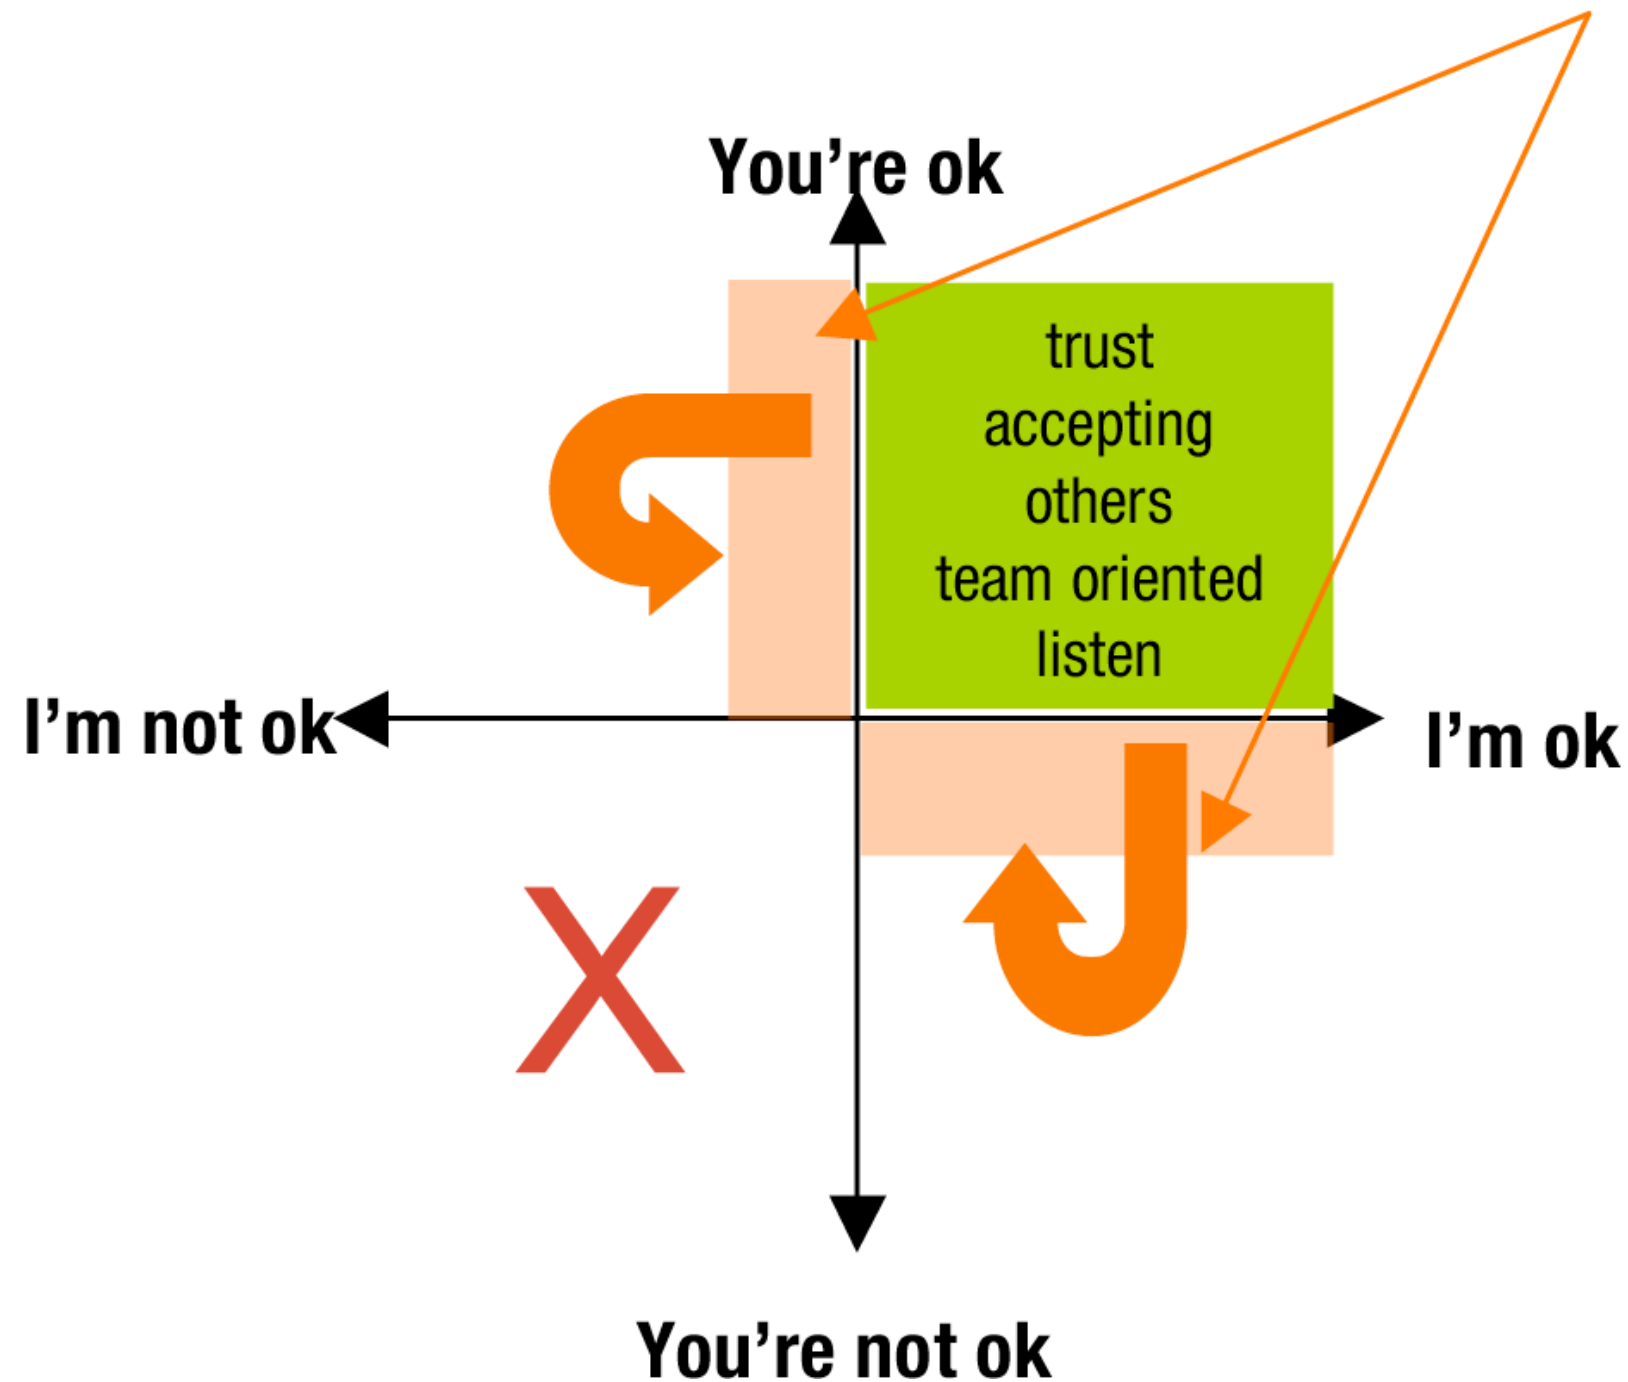 You’re ok
trust
accepting
others
team oriented
listen
I’m not ok
I’m ok
X
You’re not ok